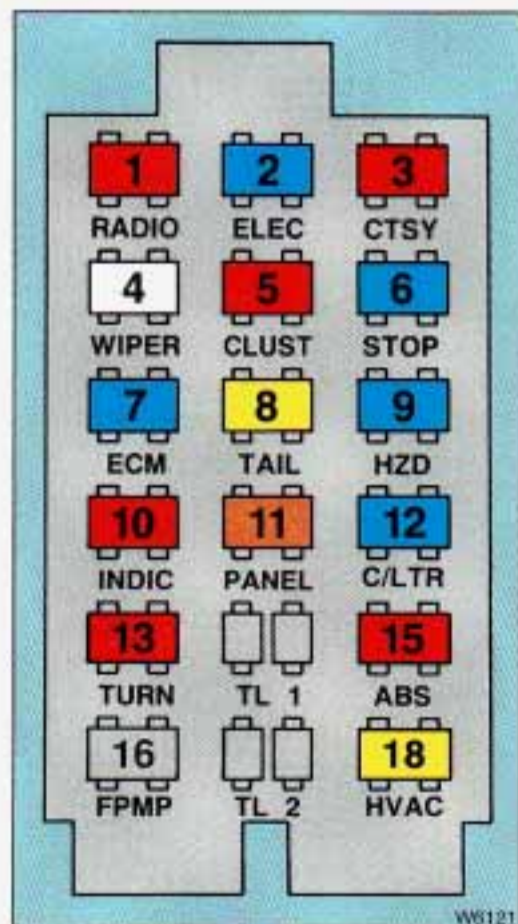 1 2 3
RADIO ELEC CTSY
4 5 6
WIPER CLUST STOP
7 8 9
ECM TAIL HZD
10 11 12
INDIC PANEL C/LTR
13 15
TURN TL 1 ABS
16 18
FPMP TL 2 HVAC
W6121